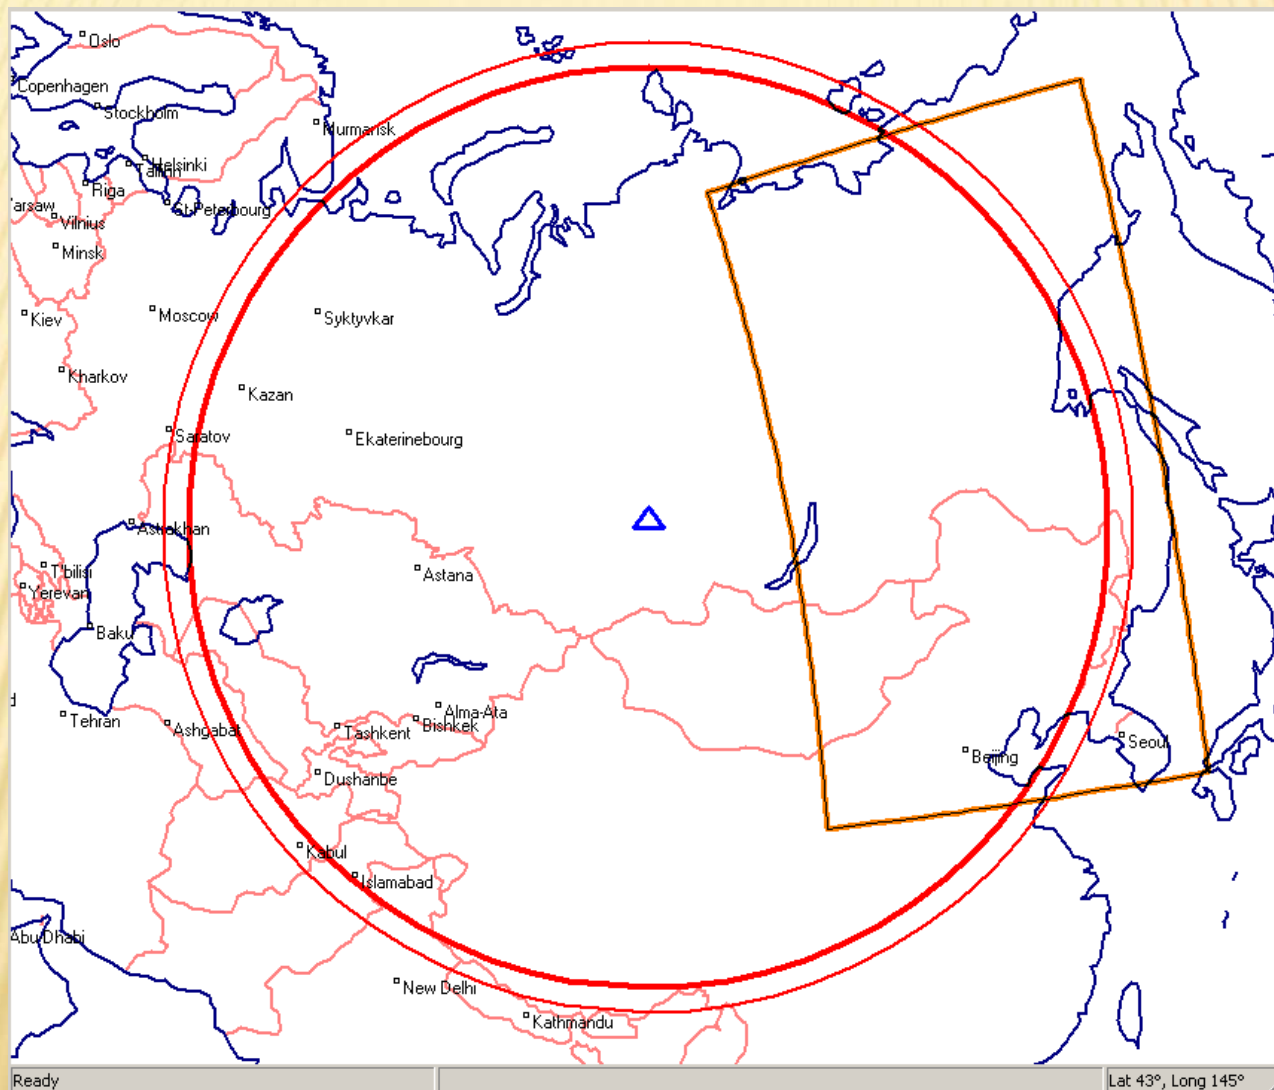 Oslo
Copenhagen
Stockholm
Murmansk
Helsinki
Tallinn
Riga
arsaw
St-Peterbourg
Vilnius
Minsk
Kiev
Moscow
Syktyvkar
Kharkov
Kazan
Saratov
Ekaterinebourg
Astrakhan
T'bilisi
Astana
Yerevan
Baku
d
Tehran
Ashgabat
Alma-Ata
Bishkek
Tashkent
Seoul
Beijing
Dushanbe
Kabul
Islamabad
Abu Dhabi
New Delhi
Kathmandu
Ready
Lat 43°, Long 145°